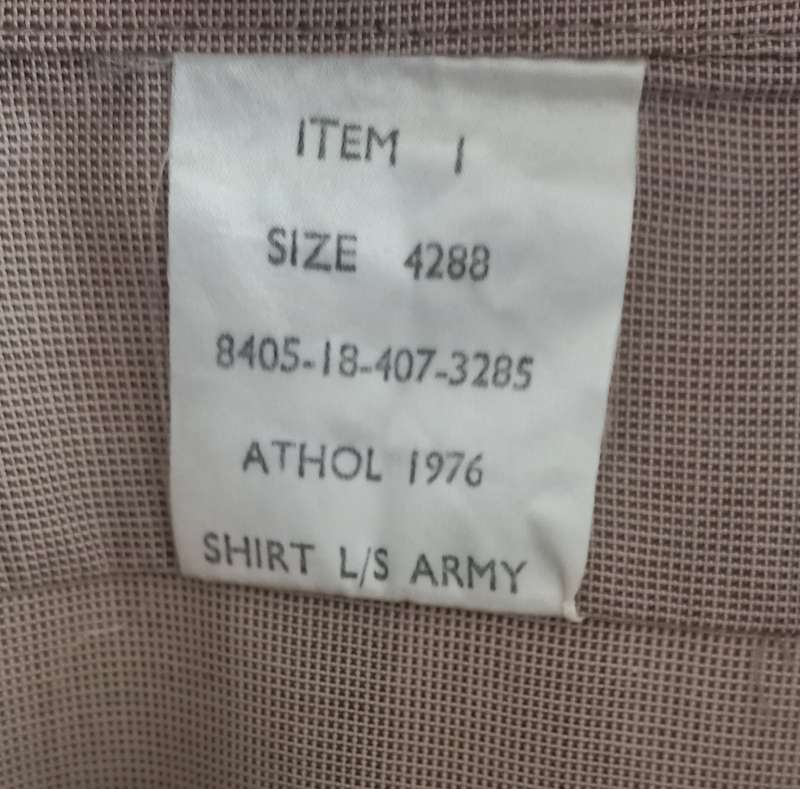 ITEM 1
SIZE 4288
8405-18-407-3285
ATHOL 1976
SHIRT L/S ARMY